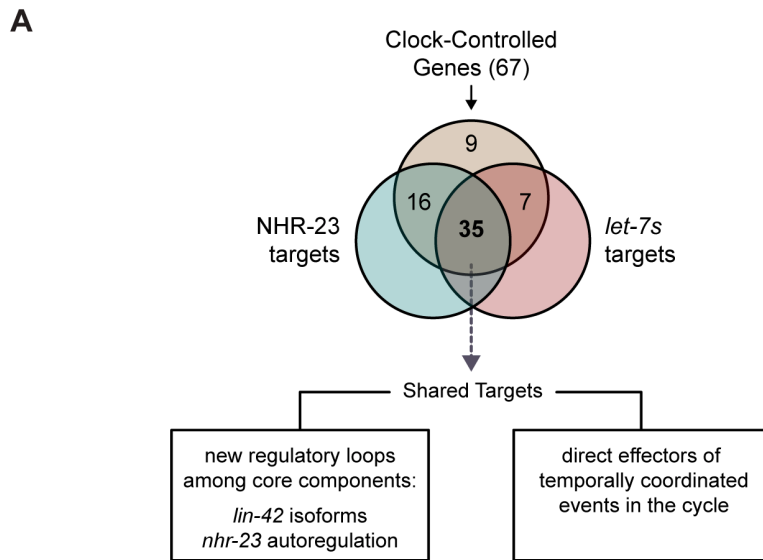 A
Clock-Controlled
Genes (67)
9
16
7
35
NHR-23
targets
let-7s
targets
Shared Targets
new regulatory loops
among core components:
lin-42 isoforms
nhr-23 autoregulation
direct effectors of
temporally coordinated
events in the cycle